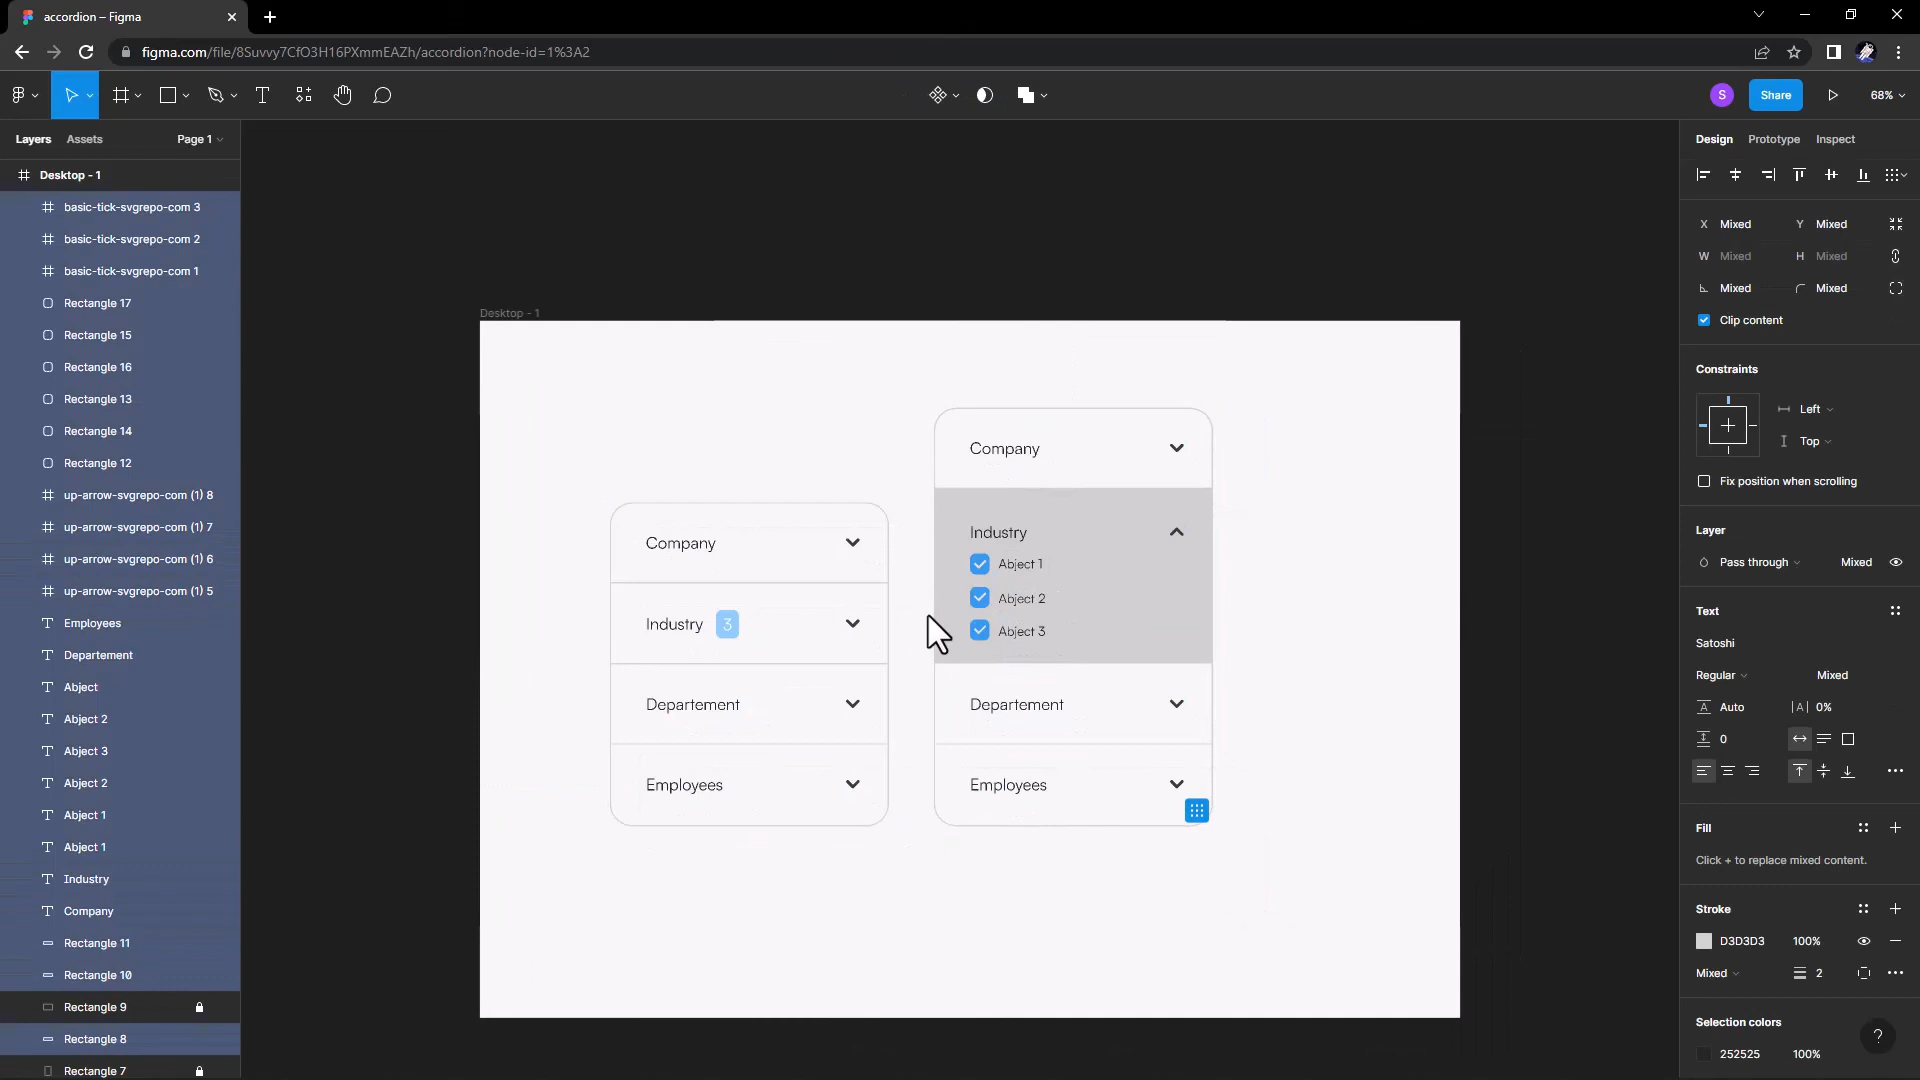 accordion – Figma
figma.com/file/8Suvvy7CfO3H16PXmmEAZh/accordion?node-id=1%3A2
S
Share
68%
Layers
Assets
Page 1
Desktop - 1
basic-tick-svgrepo-com 3
basic-tick-svgrepo-com 2
basic-tick-svgrepo-com 1
Rectangle 17
Rectangle 15
Rectangle 16
Rectangle 13
Rectangle 14
Rectangle 12
up-arrow-svgrepo-com (1) 8
up-arrow-svgrepo-com (1) 7
up-arrow-svgrepo-com (1) 6
up-arrow-svgrepo-com (1) 5
Employees
Departement
Abject
Abject 2
Abject 3
Abject 2
Abject 1
Abject 1
Industry
Company
Rectangle 11
Rectangle 10
Rectangle 9
Rectangle 8
Rectangle 7
Desktop - 1
Company
Industry 3
Departement
Employees
Company
Industry
Abject 1
Abject 2
Abject 3
Departement
Employees
Design
Prototype
Inspect
X Mixed
Y Mixed
W Mixed
H Mixed
Mixed
Mixed
Clip content
Constraints
Left
Top
Fix position when scrolling
Layer
Pass through
Mixed
Text
Satoshi
Regular
Mixed
A Auto
|A| 0%
0
Fill
Click + to replace mixed content.
Stroke
D3D3D3
100%
Mixed
2
Selection colors
?
252525
100%